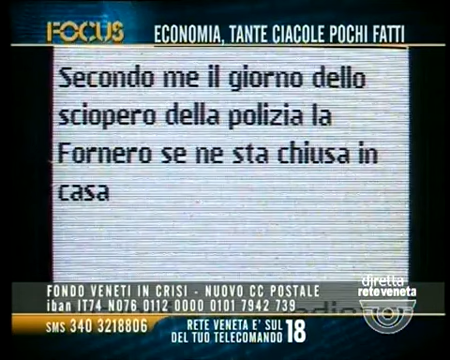 FOCUS
ECONOMIA, TANTE CIACOLE POCHI FATTI
Secondo me il giorno dello
sciopero della polizia la
Fornero se ne sta chiusa in
casa
FONDO VENETI IN CRISI - NUOVO CC POSTALE
iban IT74 N076 0112 0000 0101 7942 739
diretta
reteveneta
SMS 340 3218806
RETE VENETA E' SUL
DEL TUO TELECOMANDO 18